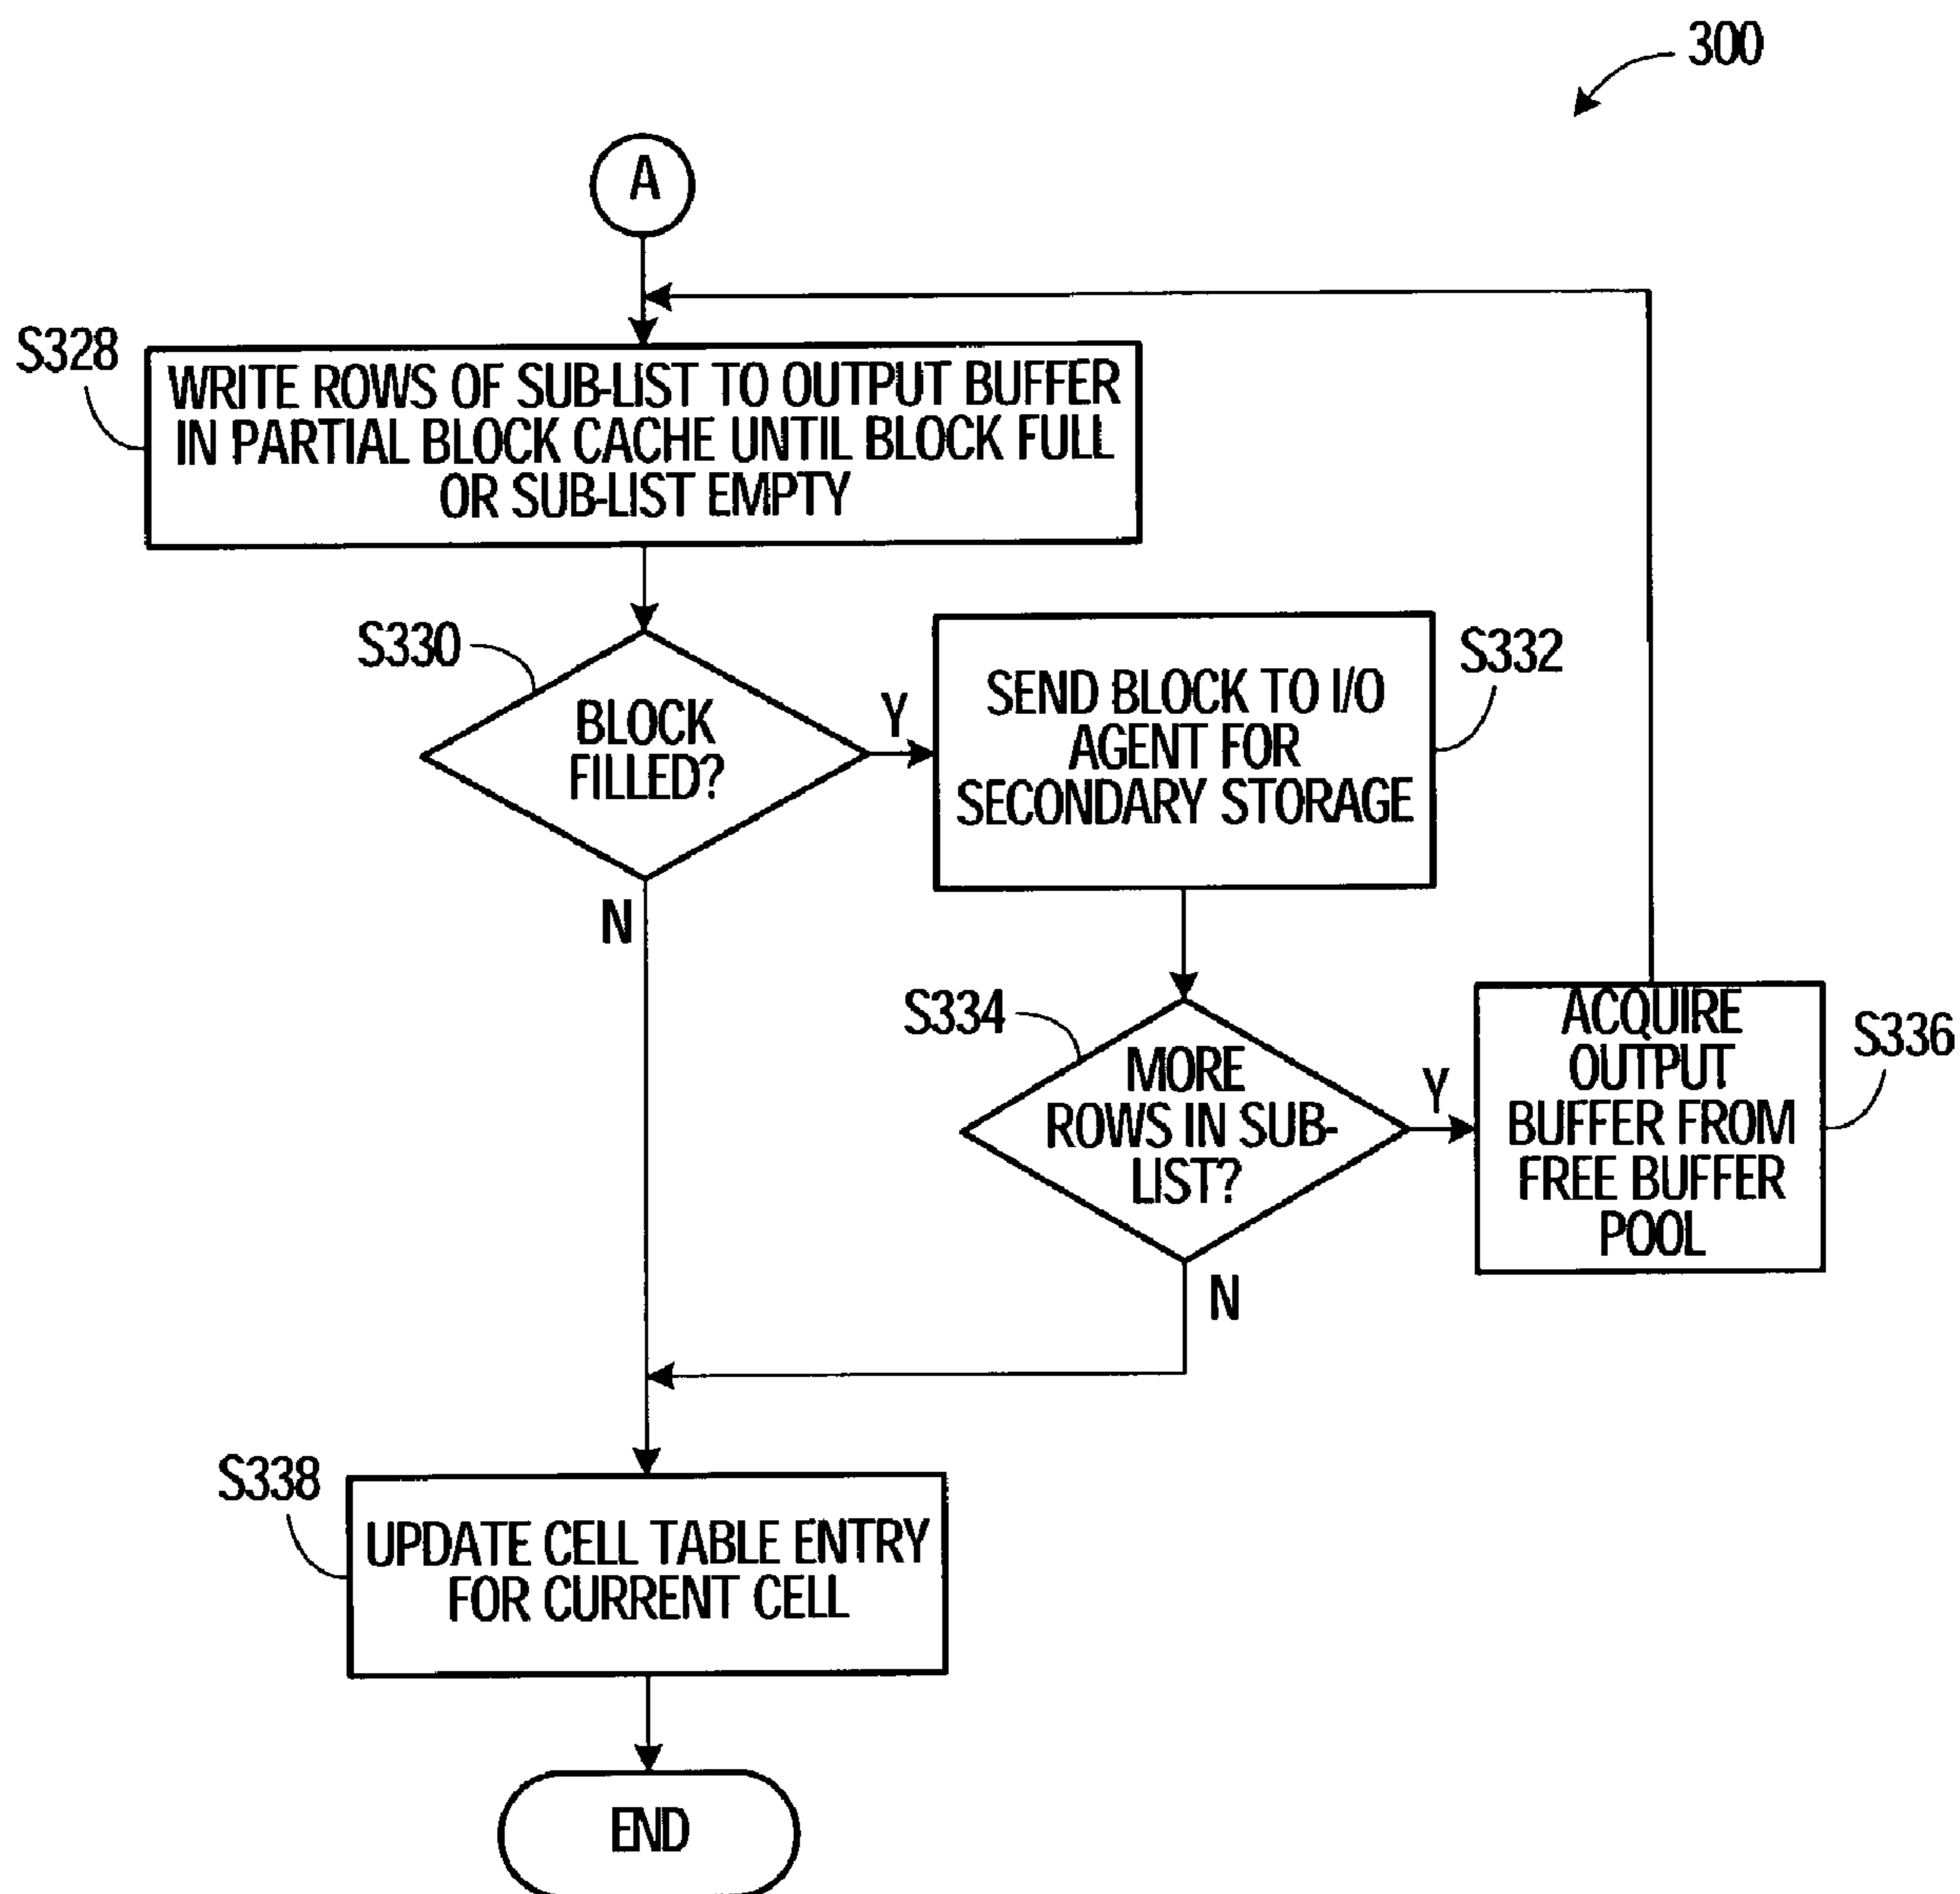 300
A
S328
WRITE ROWS OF SUB-LIST TO OUTPUT BUFFER
IN PARTIAL BLOCK CACHE UNTIL BLOCK FULL
OR SUB-LIST EMPTY
S330
BLOCK
FILLED?
Y
N
S332
SEND BLOCK TO I/O
AGENT FOR
SECONDARY STORAGE
S334
MORE
ROWS IN SUB-
LIST?
Y
N
S336
ACQUIRE
OUTPUT
BUFFER FROM
FREE BUFFER
POOL
S338
UPDATE CELL TABLE ENTRY
FOR CURRENT CELL
END